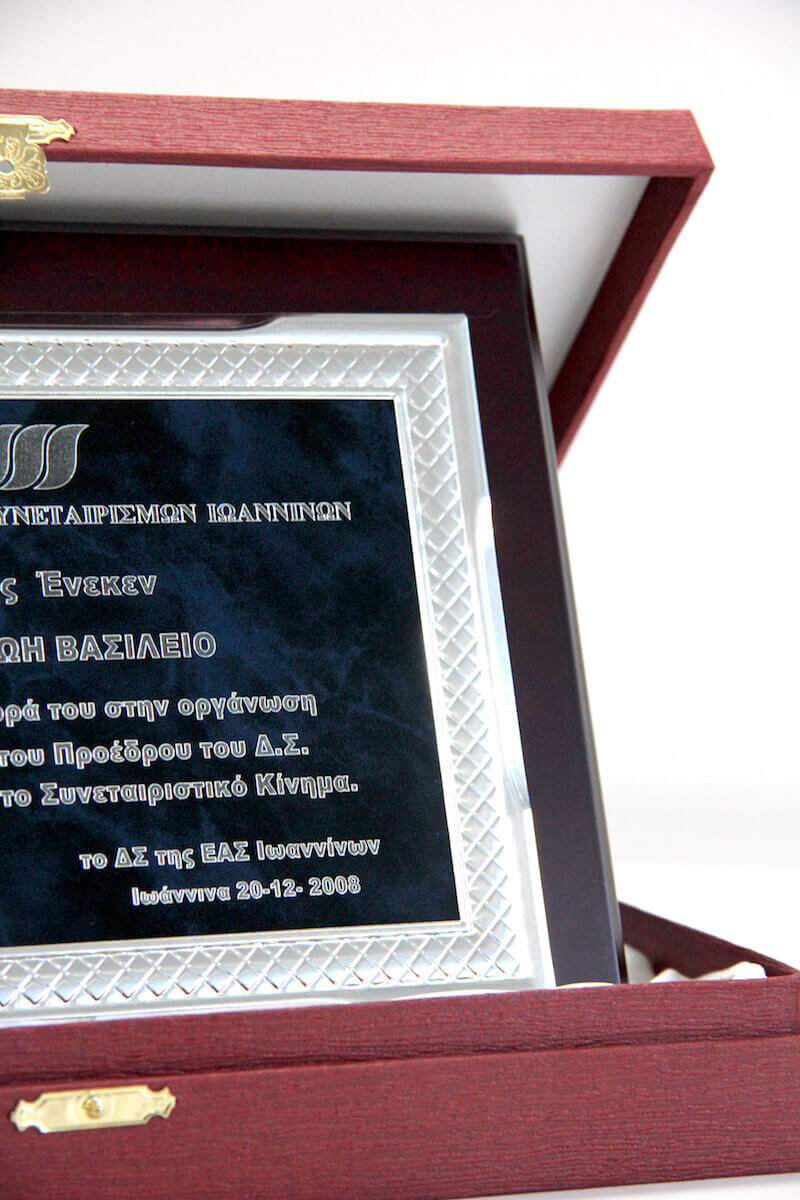 ΥΝΕΤΑΙΡΙΣΜΩΝ ΙΩΑΝΝΙΝΩΝ
ς Ένεκεν
ΩΗ ΒΑΣΙΛΕΙΟ
ορά του στην οργάνωση
του Προέδρου του Δ.Σ.
το Συνεταιριστικό Κίνημα.
το ΔΣ της ΕΑΣ Ιωαννίνων
Ιωάννινα 20-12- 2008